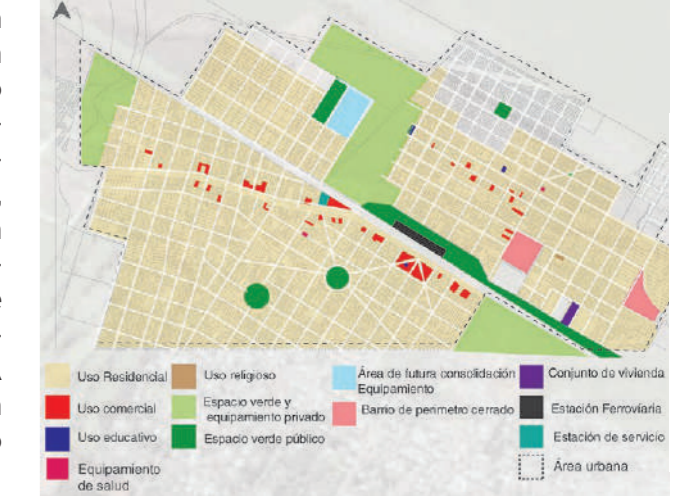 Uso Residencial
Uso comercial
Uso educativo
Equipamiento
de salud
Uso religioso
Espacio verde y
equipamiento privado
Espacio verde público
Área de futura consolidación
Equipamiento
Barrio de perimetro cerrado
Conjunto de vivienda
Estación Ferroviaria
Estación de servicio
Área urbana